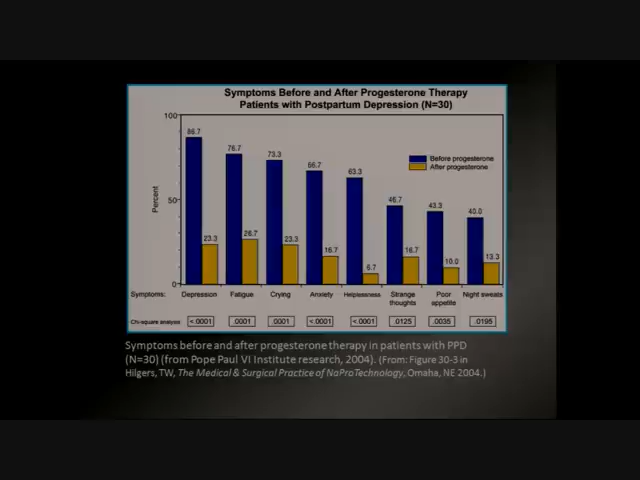 Symptoms Before and After Progesterone Therapy
Patients with Postpartum Depression (N=30)
100
86.7
76.7
73.3
66.7
63.3
Before progesterone
After progesterone
Percent
50
46.7
43.3
40.0
23.3
26.7
23.3
16.7
6.7
16.7
10.0
13.3
0
Symptoms: Depression Fatigue Crying Anxiety Helplessness Strange thoughts Poor appetite Night sweats
Chi-square analysis <.0001 .0001 .0001 <.0001 <.0001 .0125 .0035 .0195
Symptoms before and after progesterone therapy in patients with PPD
(N=30) (from Pope Paul VI Institute research, 2004). (From: Figure 30-3 in
Hilgers, TW, The Medical & Surgical Practice of NaProTechnology, Omaha, NE 2004.)